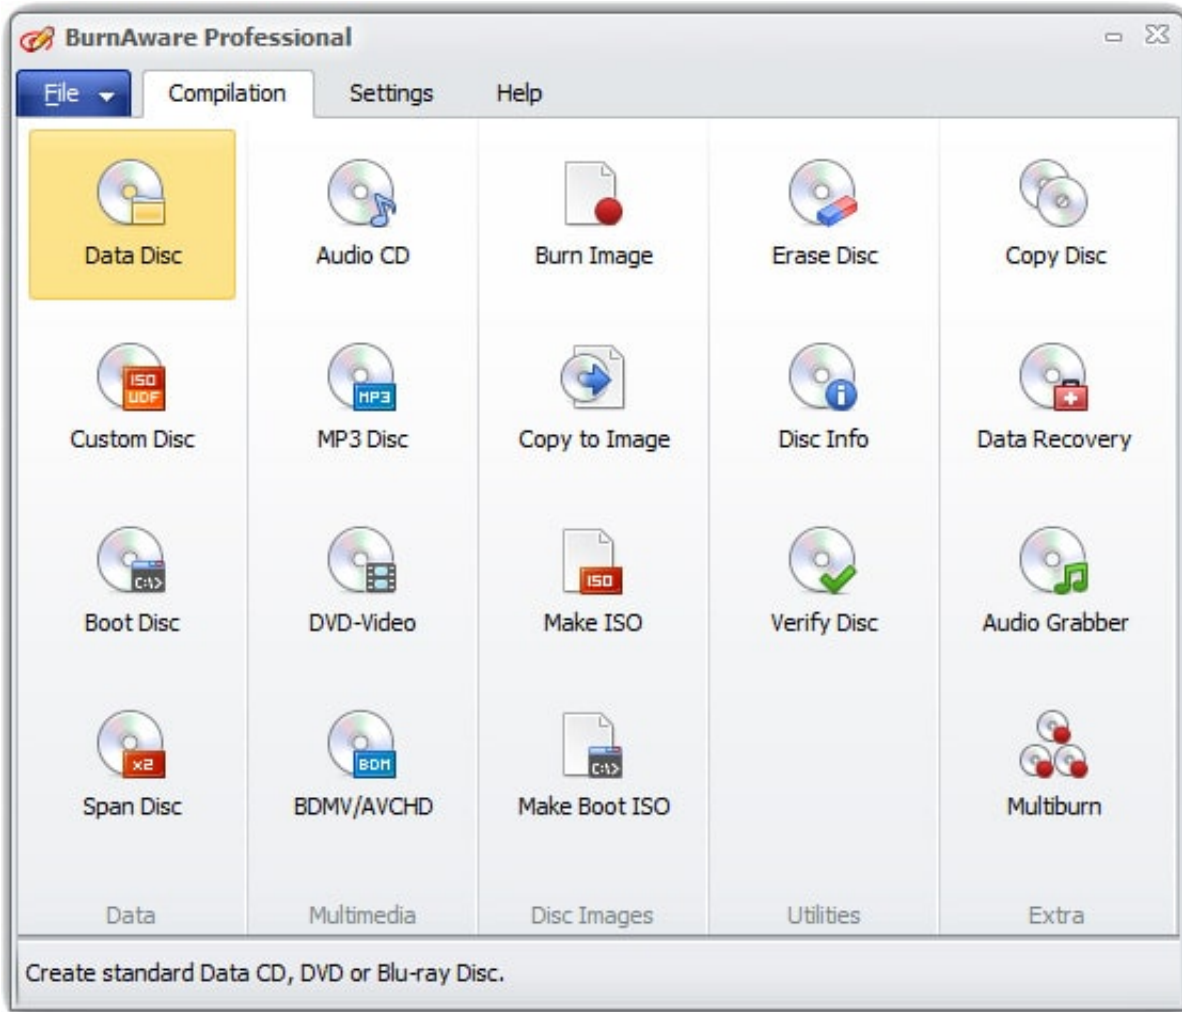 BurnAware Professional
File Compilation Settings Help
Data Disc Audio CD Burn Image Erase Disc Copy Disc
ISO UDF MP3
Custom Disc MP3 Disc Copy to Image Disc Info Data Recovery
C:\> ISO
Boot Disc DVD-Video Make ISO Verify Disc Audio Grabber
x2 BDM C:\>
Span Disc BDMV/AVCHD Make Boot ISO Multiburn
Data Multimedia Disc Images Utilities Extra
Create standard Data CD, DVD or Blu-ray Disc.